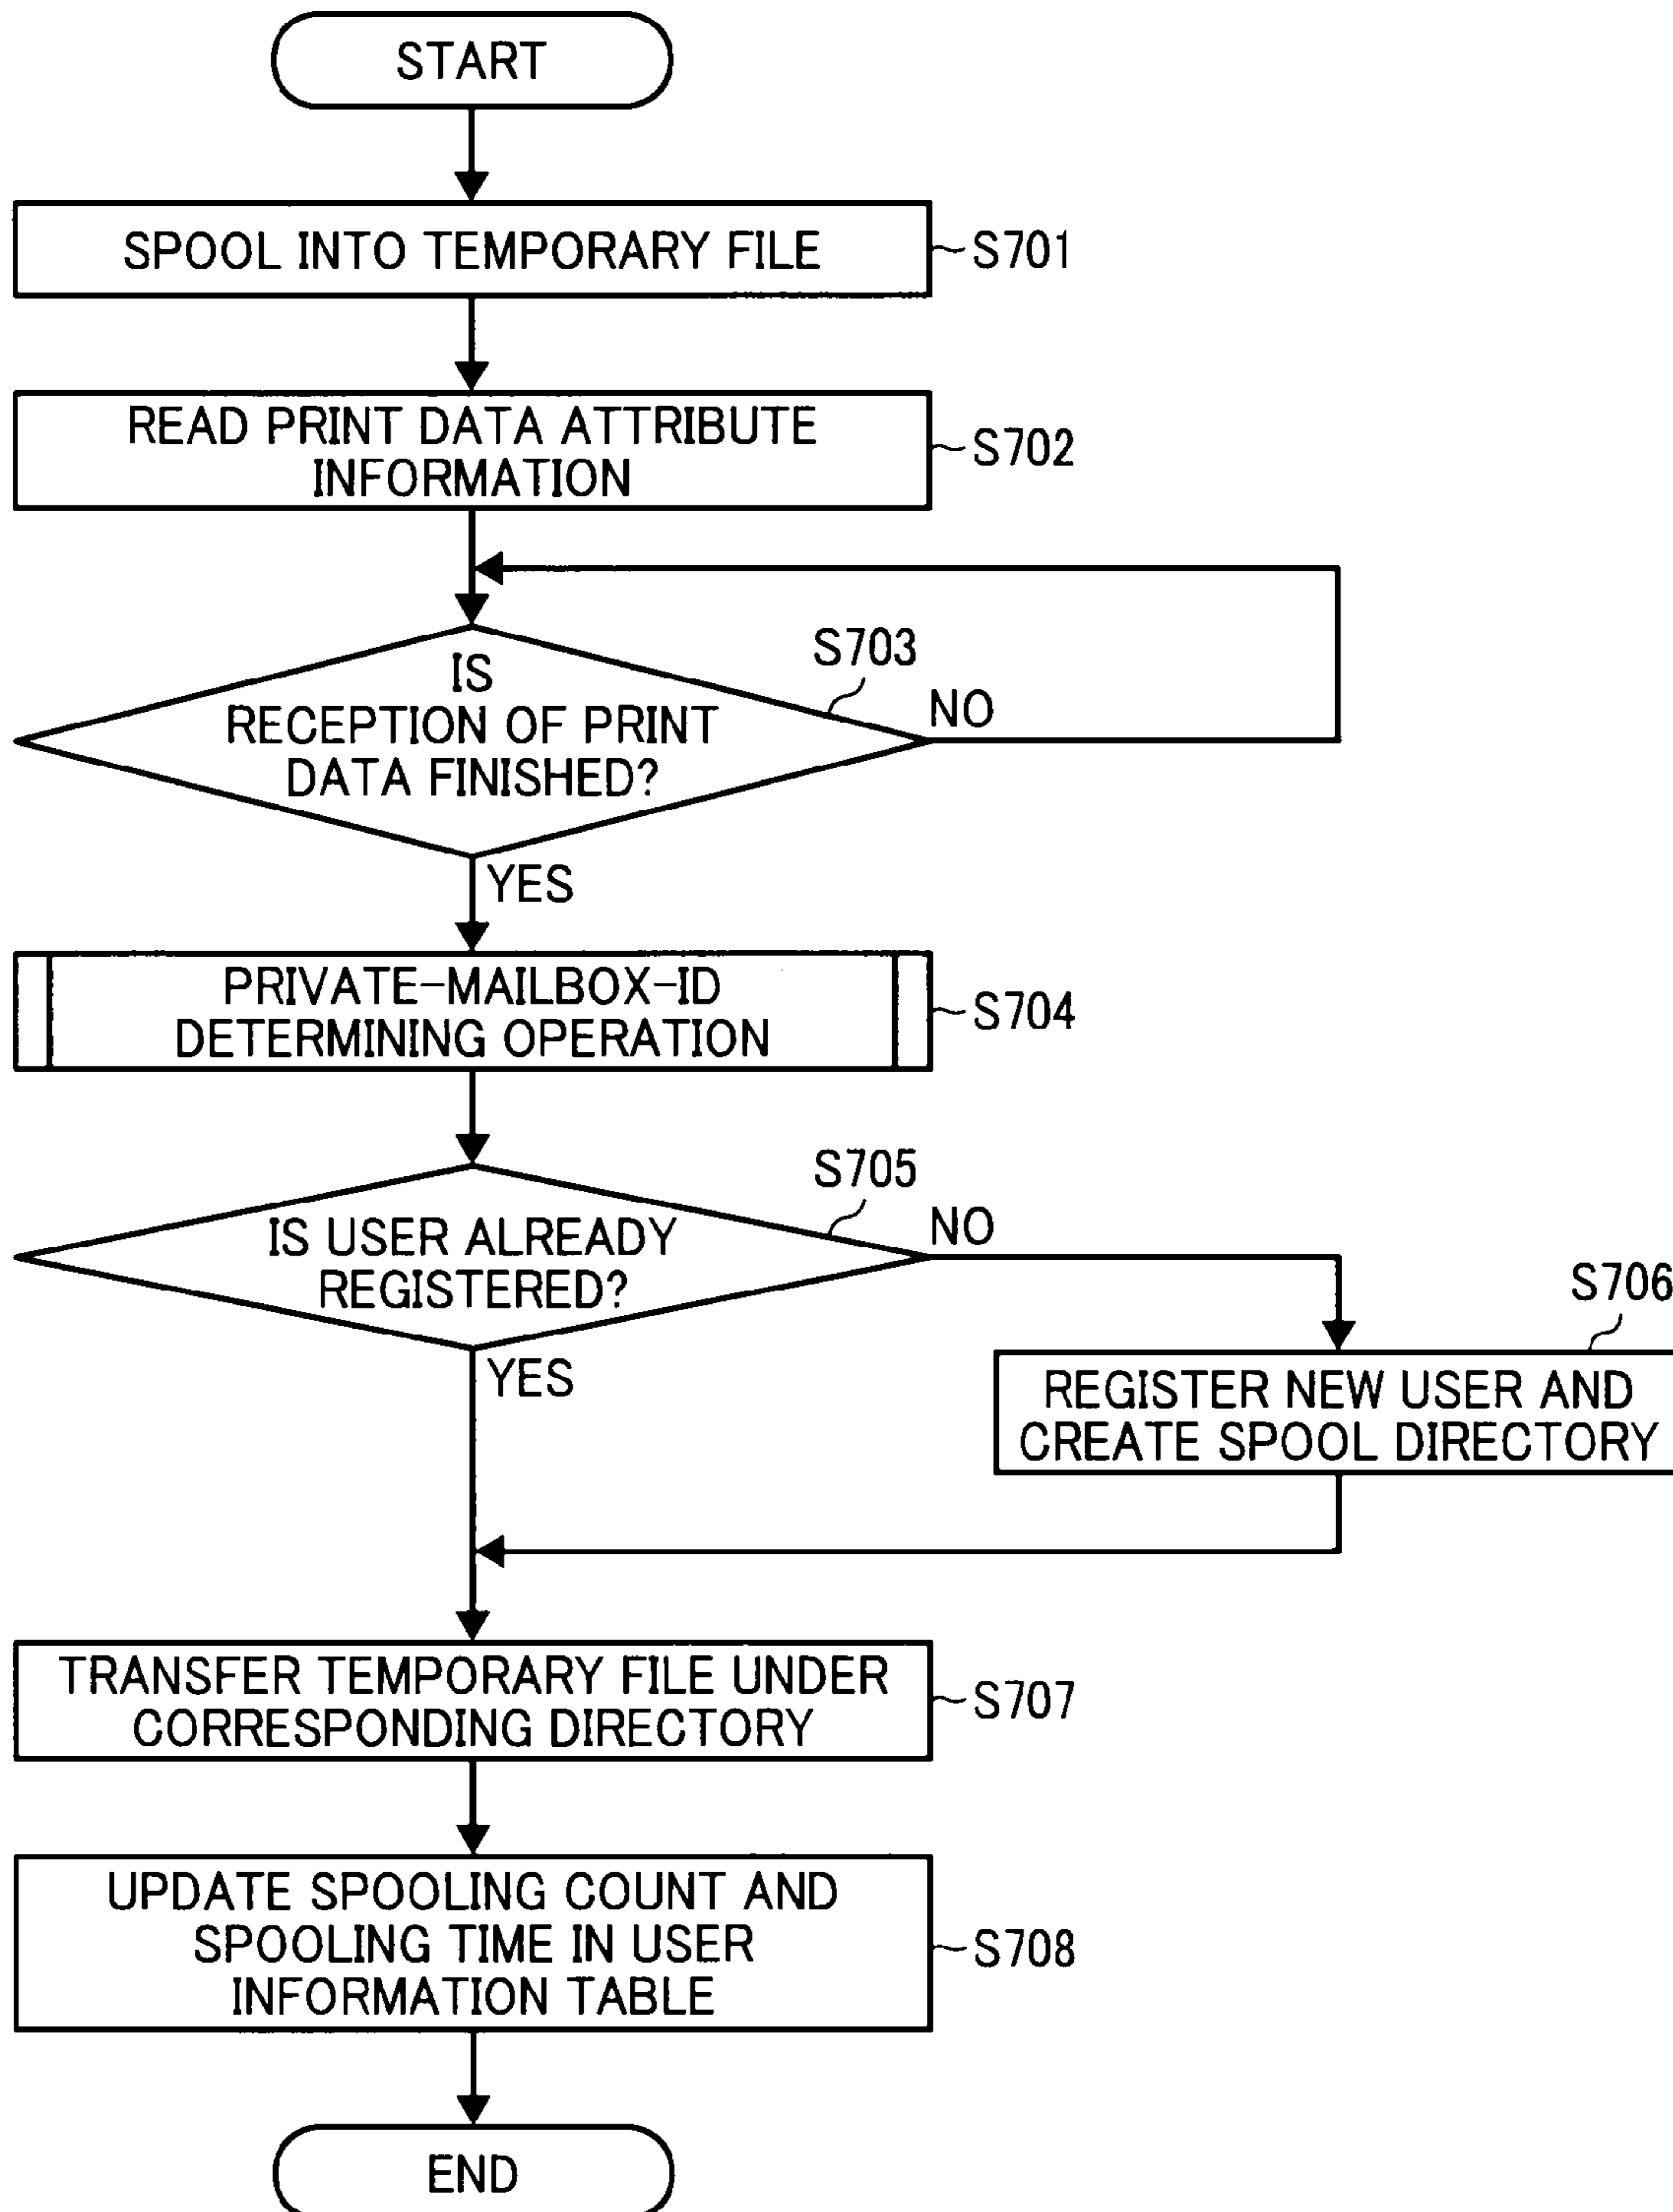 START
SPOOL INTO TEMPORARY FILE
S701
READ PRINT DATA ATTRIBUTE
INFORMATION
S702
S703
IS
RECEPTION OF PRINT
DATA FINISHED?
NO
YES
PRIVATE-MAILBOX-ID
DETERMINING OPERATION
S704
S705
IS USER ALREADY
REGISTERED?
NO
YES
S706
REGISTER NEW USER AND
CREATE SPOOL DIRECTORY
TRANSFER TEMPORARY FILE UNDER
CORRESPONDING DIRECTORY
S707
UPDATE SPOOLING COUNT AND
SPOOLING TIME IN USER
INFORMATION TABLE
S708
END